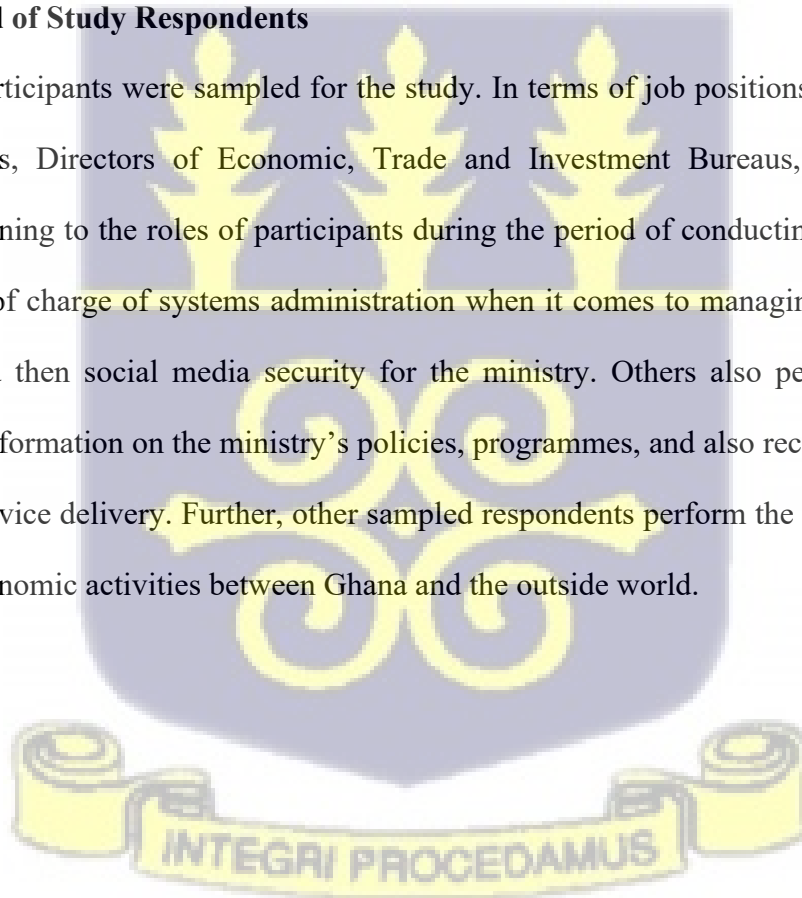 of Study Respondents
rticipants were sampled for the study. In terms of job positions
s, Directors of Economic, Trade and Investment Bureaus,
ning to the roles of participants during the period of conductin
of charge of systems administration when it comes to managin
then social media security for the ministry. Others also pe
formation on the ministry's policies, programmes, and also rec
vice delivery. Further, other sampled respondents perform the
nomic activities between Ghana and the outside world.
INTEGRI PROCEDAMUS